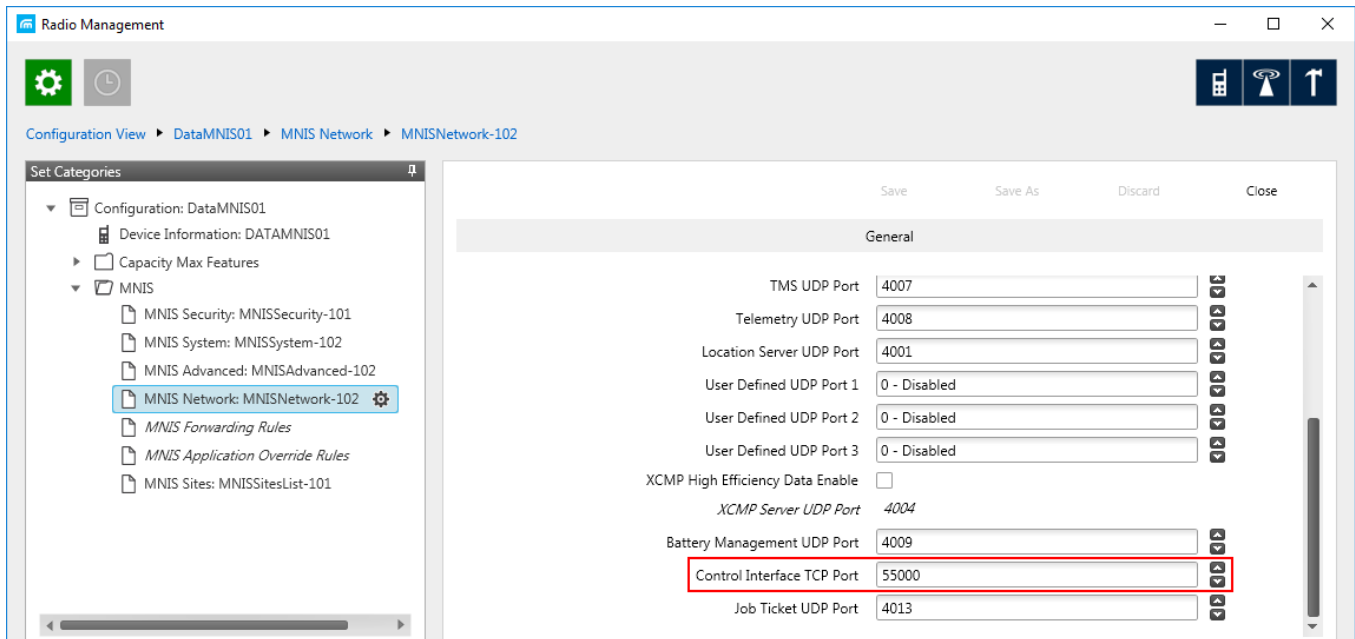 Radio Management
Configuration View DataMNIS01 MNIS Network MNISNetwork-102
Set Categories
Configuration: DataMNIS01
Device Information: DATAMNIS01
Capacity Max Features
MNIS
MNIS Security: MNISSecurity-101
MNIS System: MNISSystem-102
MNIS Advanced: MNISAdvanced-102
MNIS Network: MNISNetwork-102
MNIS Forwarding Rules
MNIS Application Override Rules
MNIS Sites: MNISSitesList-101
Save Save As Discard Close
General
TMS UDP Port 4007
Telemetry UDP Port 4008
Location Server UDP Port 4001
User Defined UDP Port 1 0 - Disabled
User Defined UDP Port 2 0 - Disabled
User Defined UDP Port 3 0 - Disabled
XCMP High Efficiency Data Enable
XCMP Server UDP Port 4004
Battery Management UDP Port 4009
Control Interface TCP Port 55000
Job Ticket UDP Port 4013